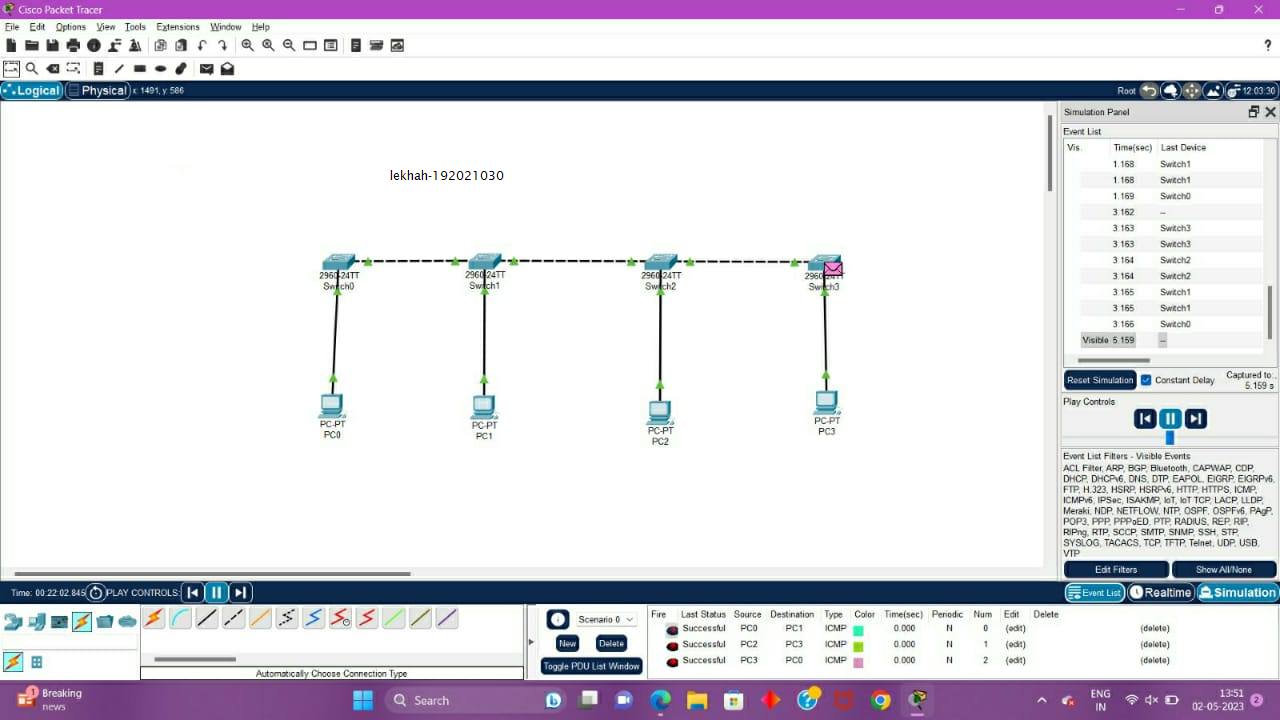 Cisco Packet Tracer
File Edit Options View Tools Extensions Window Help
?
Logical Physical x: 1491, y: 586 Root 12:03:30
lekhah-192021030
2960-24TT
Switch0
2960-24TT
Switch1
2960-24TT
Switch2
2960-24TT
Switch3
PC-PT
PC0
PC-PT
PC1
PC-PT
PC2
PC-PT
PC3
Simulation Panel
Event List
Vis. Time(sec) Last Device
1.168 Switch1
1.168 Switch1
1.169 Switch0
3.162 --
3.163 Switch3
3.163 Switch3
3.164 Switch2
3.164 Switch2
3.165 Switch1
3.165 Switch1
3.166 Switch0
Visible 5.159 --
Reset Simulation Constant Delay Captured to..
5.159 s
Play Controls
Event List Filters - Visible Events
ACL Filter, ARP, BGP, Bluetooth, CAPWAP, CDP,
DHCP, DHCPv6, DNS, DTP, EAPOL, EIGRP, EIGRPv6,
FTP, H.323, HSRP, HSRPv6, HTTP, HTTPS, ICMP,
ICMPv6, IPSec, ISAKMP, IoT, IoT TCP, LACP, LLDP,
Meraki, NDP, NETFLOW, NTP, OSPF, OSPFv6, PAgP,
POP3, PPP, PPPoED, PTP, RADIUS, REP, RIP,
RIPng, RTP, SCCP, SMTP, SNMP, SSH, STP,
SYSLOG, TACACS, TCP, TFTP, Telnet, UDP, USB,
VTP
Edit Filters Show All/None
Time: 00:22:02.845 PLAY CONTROLS: Event List Realtime Simulation
Automatically Choose Connection Type
Scenario 0
New Delete
Toggle PDU List Window
Fire Last Status Source Destination Type Color Time(sec) Periodic Num Edit Delete
Successful PC0 PC1 ICMP 0.000 N 0 (edit) (delete)
Successful PC2 PC3 ICMP 0.000 N 1 (edit) (delete)
Successful PC3 PC0 ICMP 0.000 N 2 (edit) (delete)
1 Breaking
news
Search
ENG
IN
13:51
02-05-2023
2